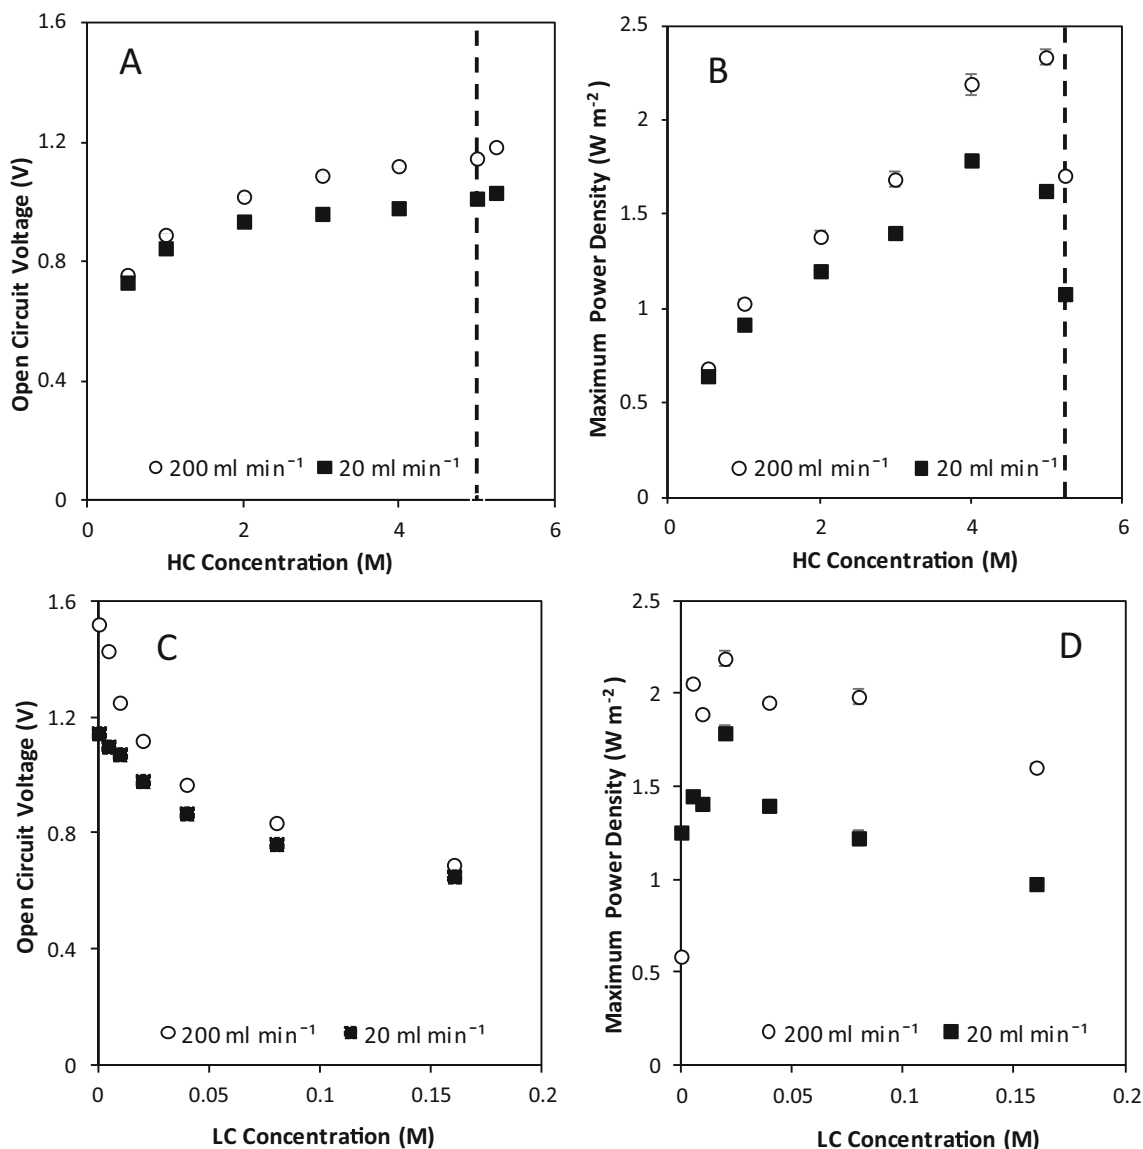 A
Open Circuit Voltage (V)
1.6
1.2
0.8
0.4
0
200 ml min⁻¹ 20 ml min⁻¹
0 2 4 6
HC Concentration (M)
B
Maximum Power Density (W m⁻²)
2.5
2
1.5
1
0.5
0
200 ml min⁻¹ 20 ml min⁻¹
0 2 4 6
HC Concentration (M)
C
Open Circuit Voltage (V)
1.6
1.2
0.8
0.4
0
200 ml min⁻¹ 20 ml min⁻¹
0 0.05 0.1 0.15 0.2
LC Concentration (M)
D
Maximum Power Density (W m⁻²)
2.5
2
1.5
1
0.5
0
200 ml min⁻¹ 20 ml min⁻¹
0 0.05 0.1 0.15 0.2
LC Concentration (M)